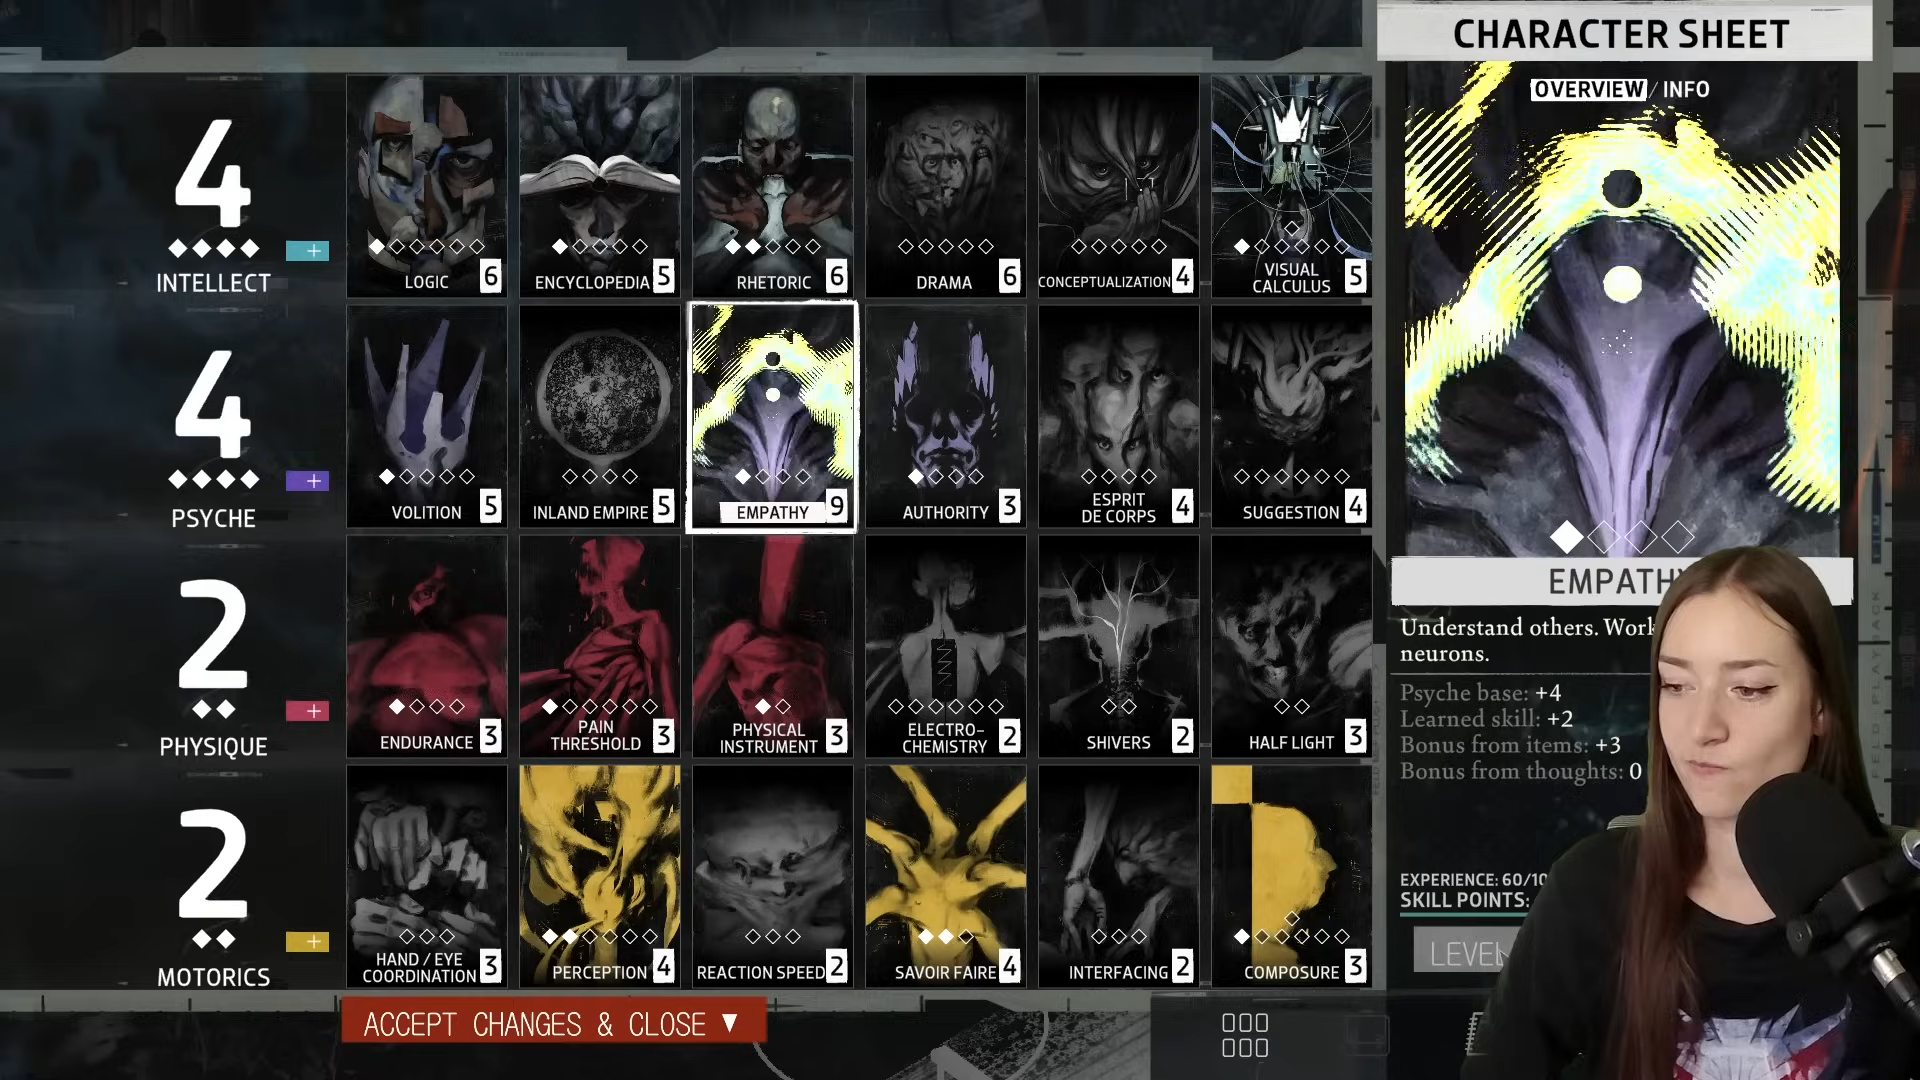 CHARACTER SHEET
OVERVIEW / INFO
4
INTELLECT
LOGIC 6
ENCYCLOPEDIA 5
RHETORIC 6
DRAMA 6
CONCEPTUALIZATION 4
VISUAL
CALCULUS 5
4
PSYCHE
VOLITION 5
INLAND EMPIRE 5
EMPATHY 9
AUTHORITY 3
ESPRIT
DE CORPS 4
SUGGESTION 4
2
PHYSIQUE
ENDURANCE 3
PAIN
THRESHOLD 3
PHYSICAL
INSTRUMENT 3
ELECTRO-
CHEMISTRY 2
SHIVERS 2
HALF LIGHT 3
2
MOTORICS
HAND / EYE
COORDINATION 3
PERCEPTION 4
REACTION SPEED 2
SAVOIR FAIRE 4
INTERFACING 2
COMPOSURE 3
EMPATHY
Understand others. Work
neurons.
Psyche base: +4
Learned skill: +2
Bonus from items: +3
Bonus from thoughts: 0
EXPERIENCE: 60/10
SKILL POINTS:
LEVEL
ACCEPT CHANGES & CLOSE ▼